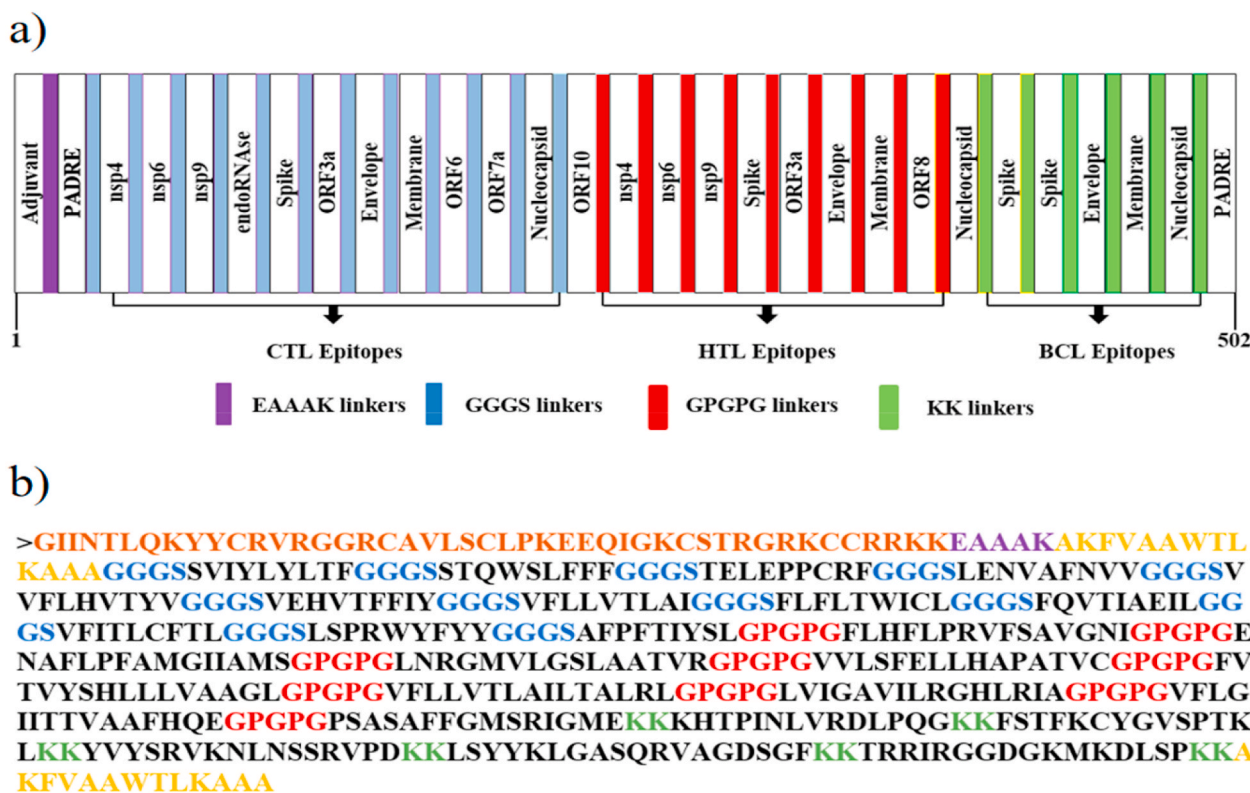 a)
Adjuvant
PADRE
nsp4
nsp6
nsp9
endoRNAse
Spike
ORF3a
Envelope
Membrane
ORF6
ORF7a
Nucleocapsid
ORF10
nsp4
nsp6
nsp9
Spike
ORF3a
Envelope
Membrane
ORF8
Nucleocapsid
Spike
Spike
Envelope
Membrane
Nucleocapsid
PADRE
1
502
CTL Epitopes
HTL Epitopes
BCL Epitopes
EAAAK linkers
GGGS linkers
GPGPG linkers
KK linkers
b)
>GIINTLQKYYCRVRGGRCAVLSCLPKEEQIGKCSTRGRKCCRRKKEAAAKAKFVAAWTL
KAAAGGGSSVIYLYLTFGGGSSTQWSLFFFGGGSTELEPPCRFGGGSLENVAFNVVGGGSV
VFLHVTYVGGGSVEHVTFFIYGGGSVFLLVTLAIGGGSFLFLTWICLGGGSFQVTIAEILGG
GSVFITLCFTLGGGSLSPRWYFYYGGGSAFPFTIYSLGPGPGFLHFLPRVFSAVGNIGPGPGE
NAFLPFAMGIIAMSGPGPGLNRGMVLGSLAATVRGPGPGVVLSFELLHAPATVCGPGPGFV
TVYSHLLLVAAGLGPGPGVFLLVTLAILTALRLGPGPGLVIGAVILRGHLRIAGPGPGVFLG
IITTVAAFHQEGPGPGPSASAFFGMSRIGMEKKKHTPINLVRDLPQGKKFSTFKCYGVSPTK
LKKYVYSRVKNLNSSRVPDKKLSYYKLGASQRVAGDSGFKKTRRIRGGDGKMKDLSPKKA
KFVAAWTLKAAA